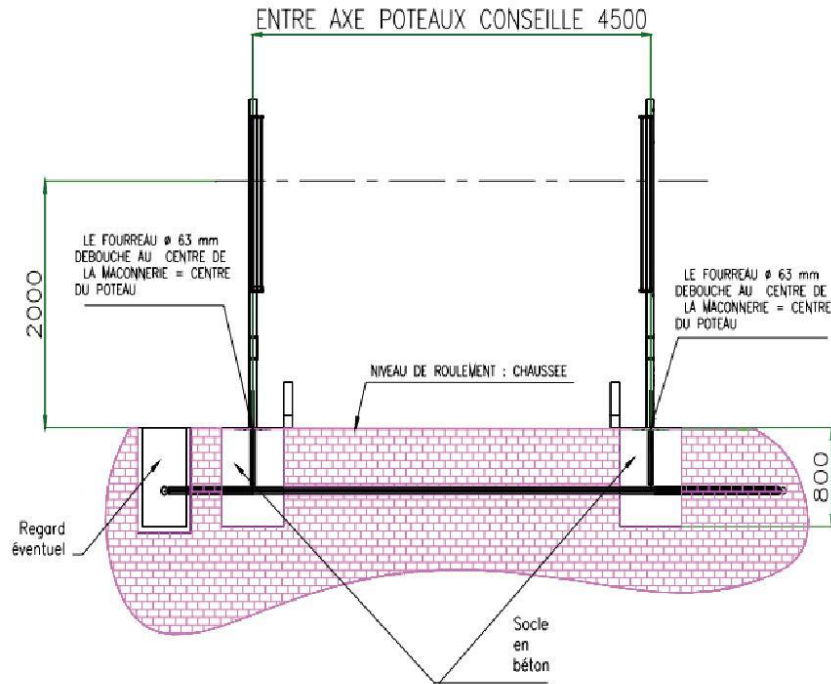 ENTRE AXE POTEAUX CONSEILLE 4500
2000
LE FOURREAU ø 63 mm
DEBOUCHE AU CENTRE DE
LA MACONNERIE = CENTRE
DU POTEAU
LE FOURREAU ø 63 mm
DEBOUCHE AU CENTRE DE
LA MACONNERIE = CENTRE
DU POTEAU
NIVEAU DE ROULEMENT : CHAUSSEE
800
Regard
éventuel
Socle
en
béton